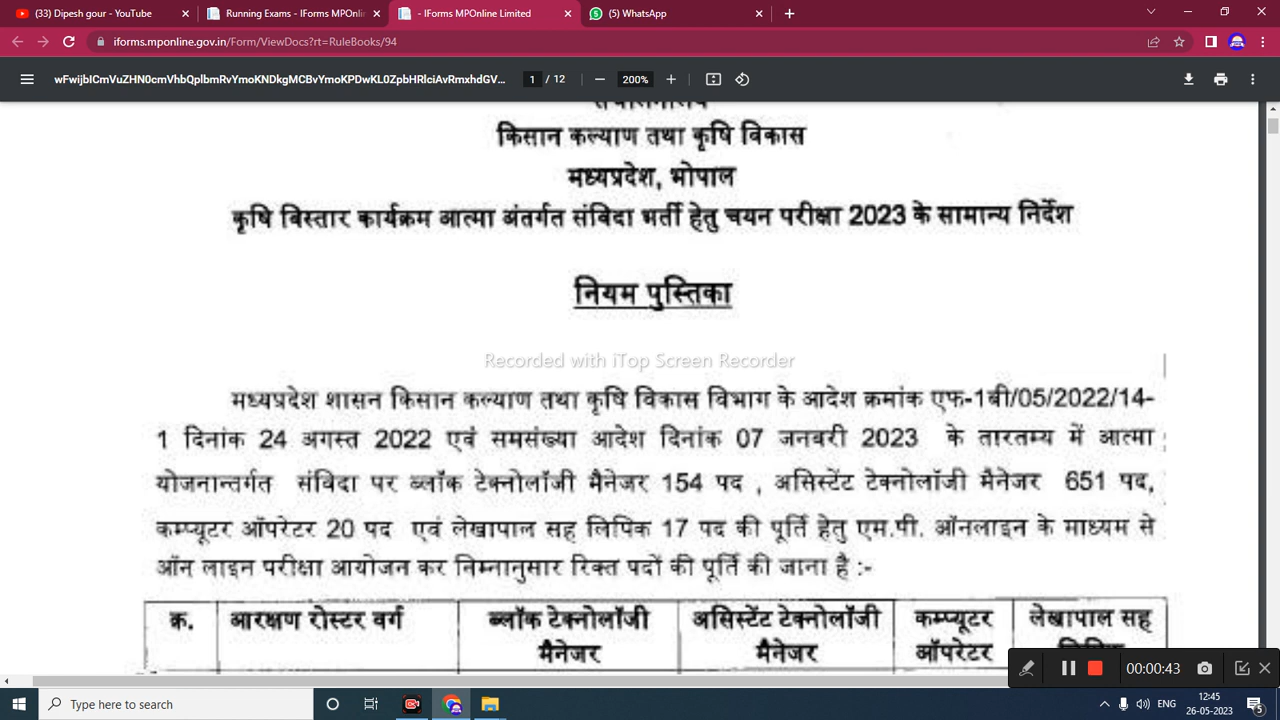 (33) Dipesh gour - YouTube
Running Exams - IForms MPOnlin
- IForms MPOnline Limited
(5) WhatsApp
iforms.mponline.gov.in/Form/ViewDocs?rt=RuleBooks/94
1 / 12
200%
किसान कल्याण तथा कृषि विकास
मध्यप्रदेश, भोपाल
कृषि विस्तार कार्यक्रम आत्मा अंतर्गत संविदा भर्ती हेतु चयन परीक्षा 2023 के सामान्य निर्देश
नियम पुस्तिका
Recorded with iTop Screen Recorder
मध्यप्रदेश शासन किसान कल्याण तथा कृषि विकास विभाग के आदेश क्रमांक एफ-1बी/05/2022/14-
1 दिनांक 24 अगस्त 2022 एवं समसंख्या आदेश दिनांक 07 जनवरी 2023 के तारतम्य में आत्मा
योजनान्तर्गत संविदा पर ब्लॉक टेक्नोलॉजी मैनेजर 154 पद , असिस्टेंट टेक्नोलॉजी मैनेजर 651 पद,
कम्प्यूटर ऑपरेटर 20 पद एवं लेखापाल सह लिपिक 17 पद की पूर्ति हेतु एम.पी. ऑनलाइन के माध्यम से
ऑन लाइन परीक्षा आयोजन कर निम्नानुसार रिक्त पदों की पूर्ति की जाना है :-
क्र. आरक्षण रोस्टर वर्ग ब्लॉक टेक्नोलॉजी असिस्टेंट टेक्नोलॉजी कम्प्यूटर लेखापाल सह
मैनेजर मैनेजर ऑपरेटर
00:00:43
Type here to search
ENG
12:45
26-05-2023
5